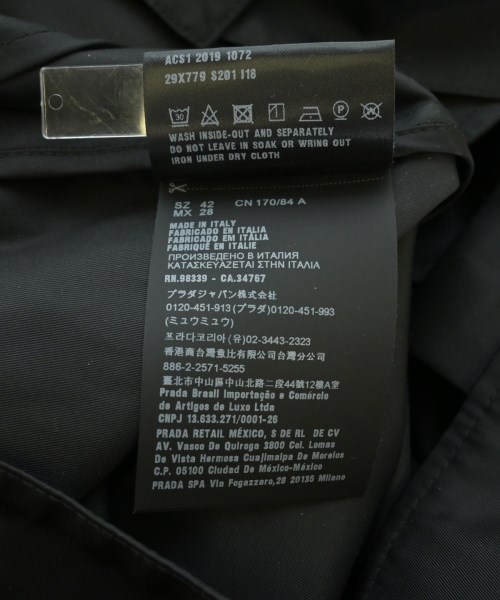 ACS1 2019 1072
29X779 S201 I18
30
WASH INSIDE-OUT AND SEPARATELY
DO NOT LEAVE IN SOAK OR WRING OUT
IRON UNDER DRY CLOTH
SZ 42 CN 170/84 A
MX 26
MADE IN ITALY
FABRICADO EN ITALIA
FABRICADO EM ITALIA
FABRIQUÉ EN ITALIE
ПРОИЗВЕДЕНО В ИТАЛИЯ
ΚΑΤΑΣΚΕΥΑΖΕΤΑΙ ΣΤΗΝ ΙΤΑΛΙΑ
RN.98339 - CA.34767
プラダジャパン株式会社
0120-451-913 (プラダ)0120-451-993
(ミュウミュウ)
프라다코리아 (유)02-3443-2323
香港商台灣魚比有限公司台灣分公司
886-2-2571-5255
臺北市中山區中山北路二段44號12樓A室
Prada Brasil Importação e Comércio
de Artigos de Luxo Ltda
CNPJ 13.633.271/0001-26
PRADA RETAIL MÉXICO, S DE RL DE CV
AV. Vasco De Quiroga 3800 Col. Lomas
De Vista Hermosa Cuajimalpa De Morelos
C.P. 05100 Ciudad De México-México
PRADA SPA Via Fogazzaro,28 20135 Milano